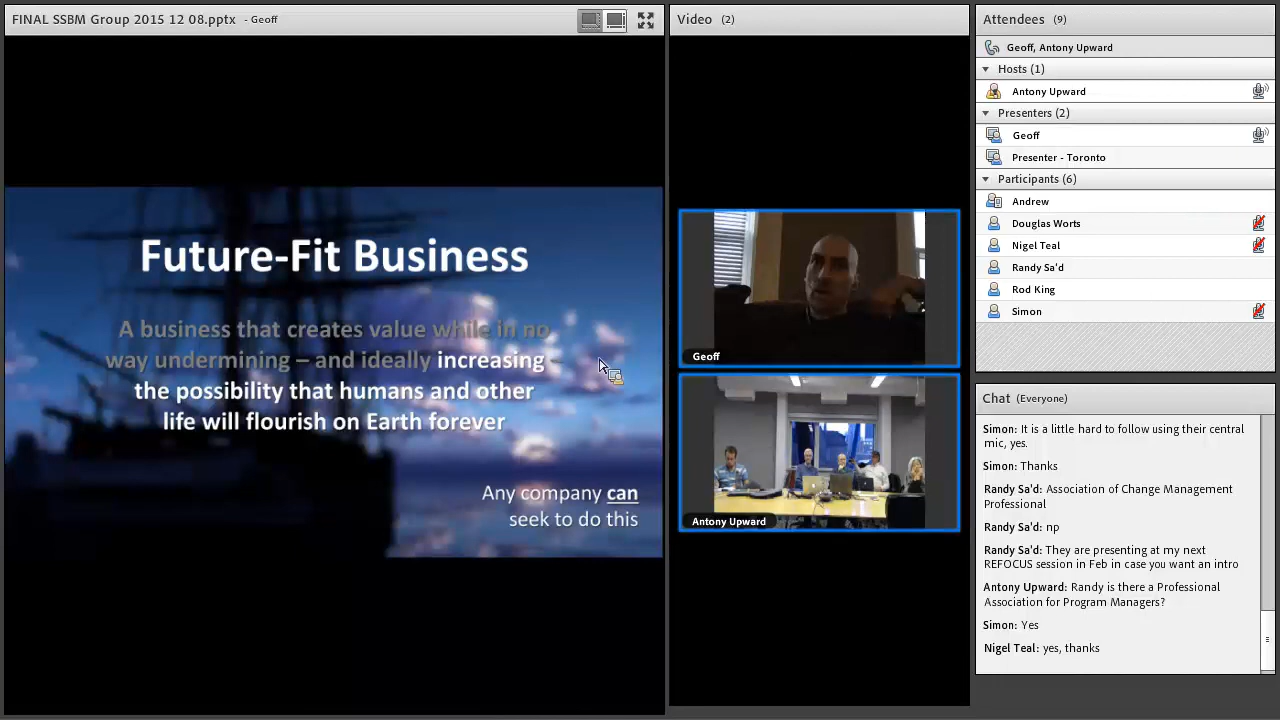 FINAL SSBM Group 2015 12 08.pptx - Geoff
Future-Fit Business
A business that creates value while in no
way undermining – and ideally increasing –
the possibility that humans and other
life will flourish on Earth forever
Any company can
seek to do this
Video (2)
Geoff
Antony Upward
Attendees (9)
Geoff, Antony Upward
Hosts (1)
Antony Upward
Presenters (2)
Geoff
Presenter - Toronto
Participants (6)
Andrew
Douglas Worts
Nigel Teal
Randy Sa'd
Rod King
Simon
Chat (Everyone)
Simon: It is a little hard to follow using their central
mic, yes.
Simon: Thanks
Randy Sa'd: Association of Change Management
Professional
Randy Sa'd: np
Randy Sa'd: They are presenting at my next
REFOCUS session in Feb in case you want an intro
Antony Upward: Randy is there a Professional
Association for Program Managers?
Simon: Yes
Nigel Teal: yes, thanks